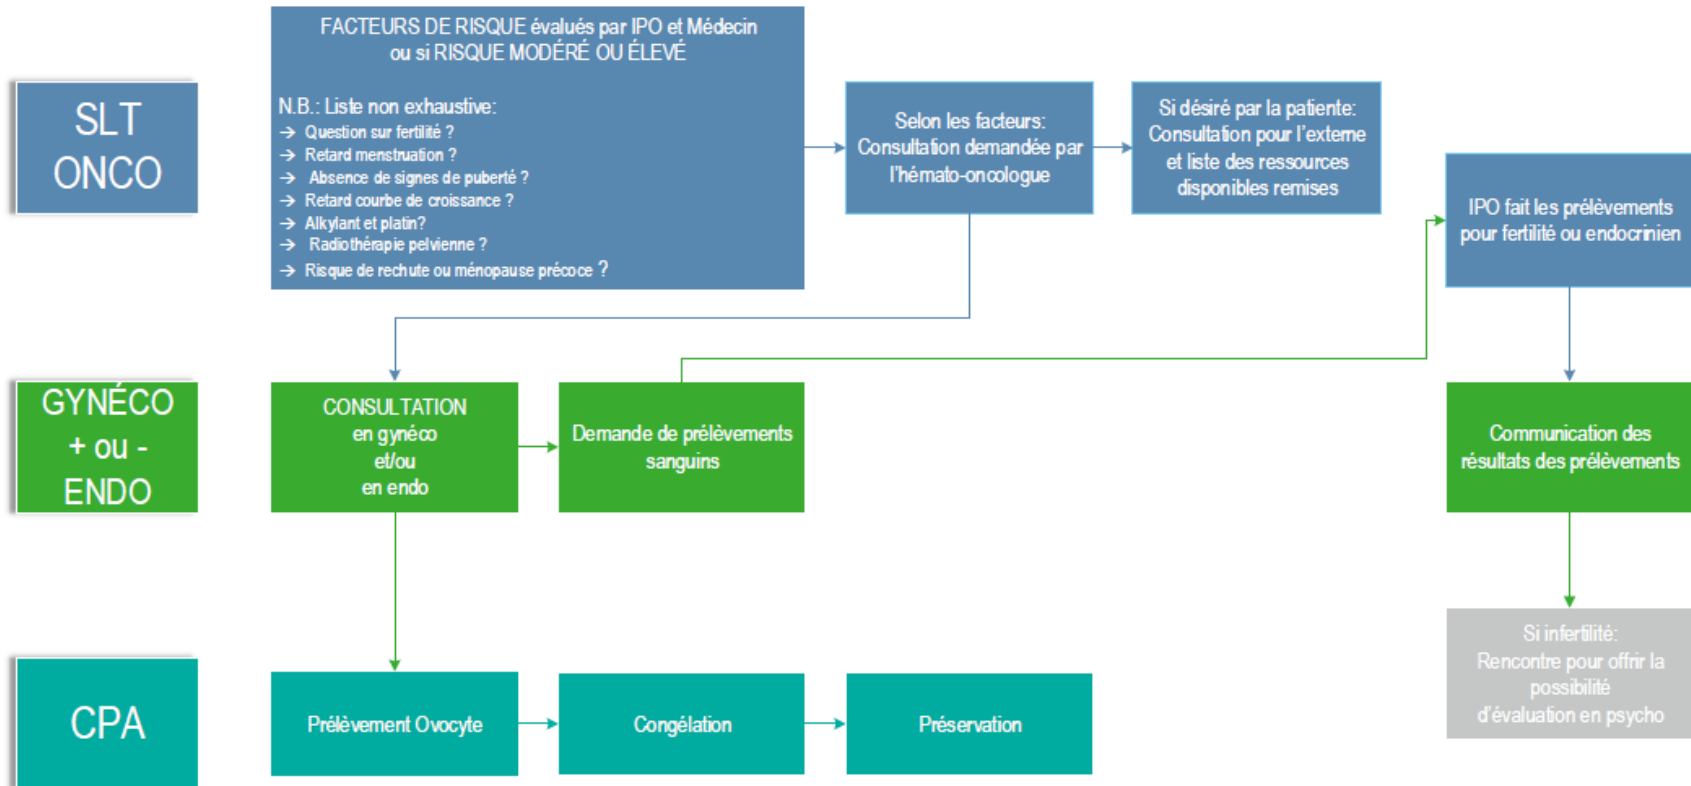 SLT
ONCO
FACTEURS DE RISQUE évalués par IPO et Médecin
ou si RISQUE MODÉRÉ OU ÉLEVÉ
N.B.: Liste non exhaustive:
→ Question sur fertilité ?
→ Retard menstruation ?
→ Absence de signes de puberté ?
→ Retard courbe de croissance ?
→ Alkylant et platin?
→ Radiothérapie pelvienne ?
→ Risque de rechute ou ménopause précoce ?
Selon les facteurs:
Consultation demandée par
l'hémato-oncologue
Si désiré par la patiente:
Consultation pour l'externe
et liste des ressources
disponibles remises
IPO fait les prélèvements
pour fertilité ou endocrinien
GYNÉCO
+ ou -
ENDO
CONSULTATION
en gynéco
et/ou
en endo
Demande de prélèvements
sanguins
Communication des
résultats des prélèvements
Si infertilité:
Rencontre pour offrir la
possibilité
d'évaluation en psycho
CPA
Prélèvement Ovocyte
Congélation
Préservation